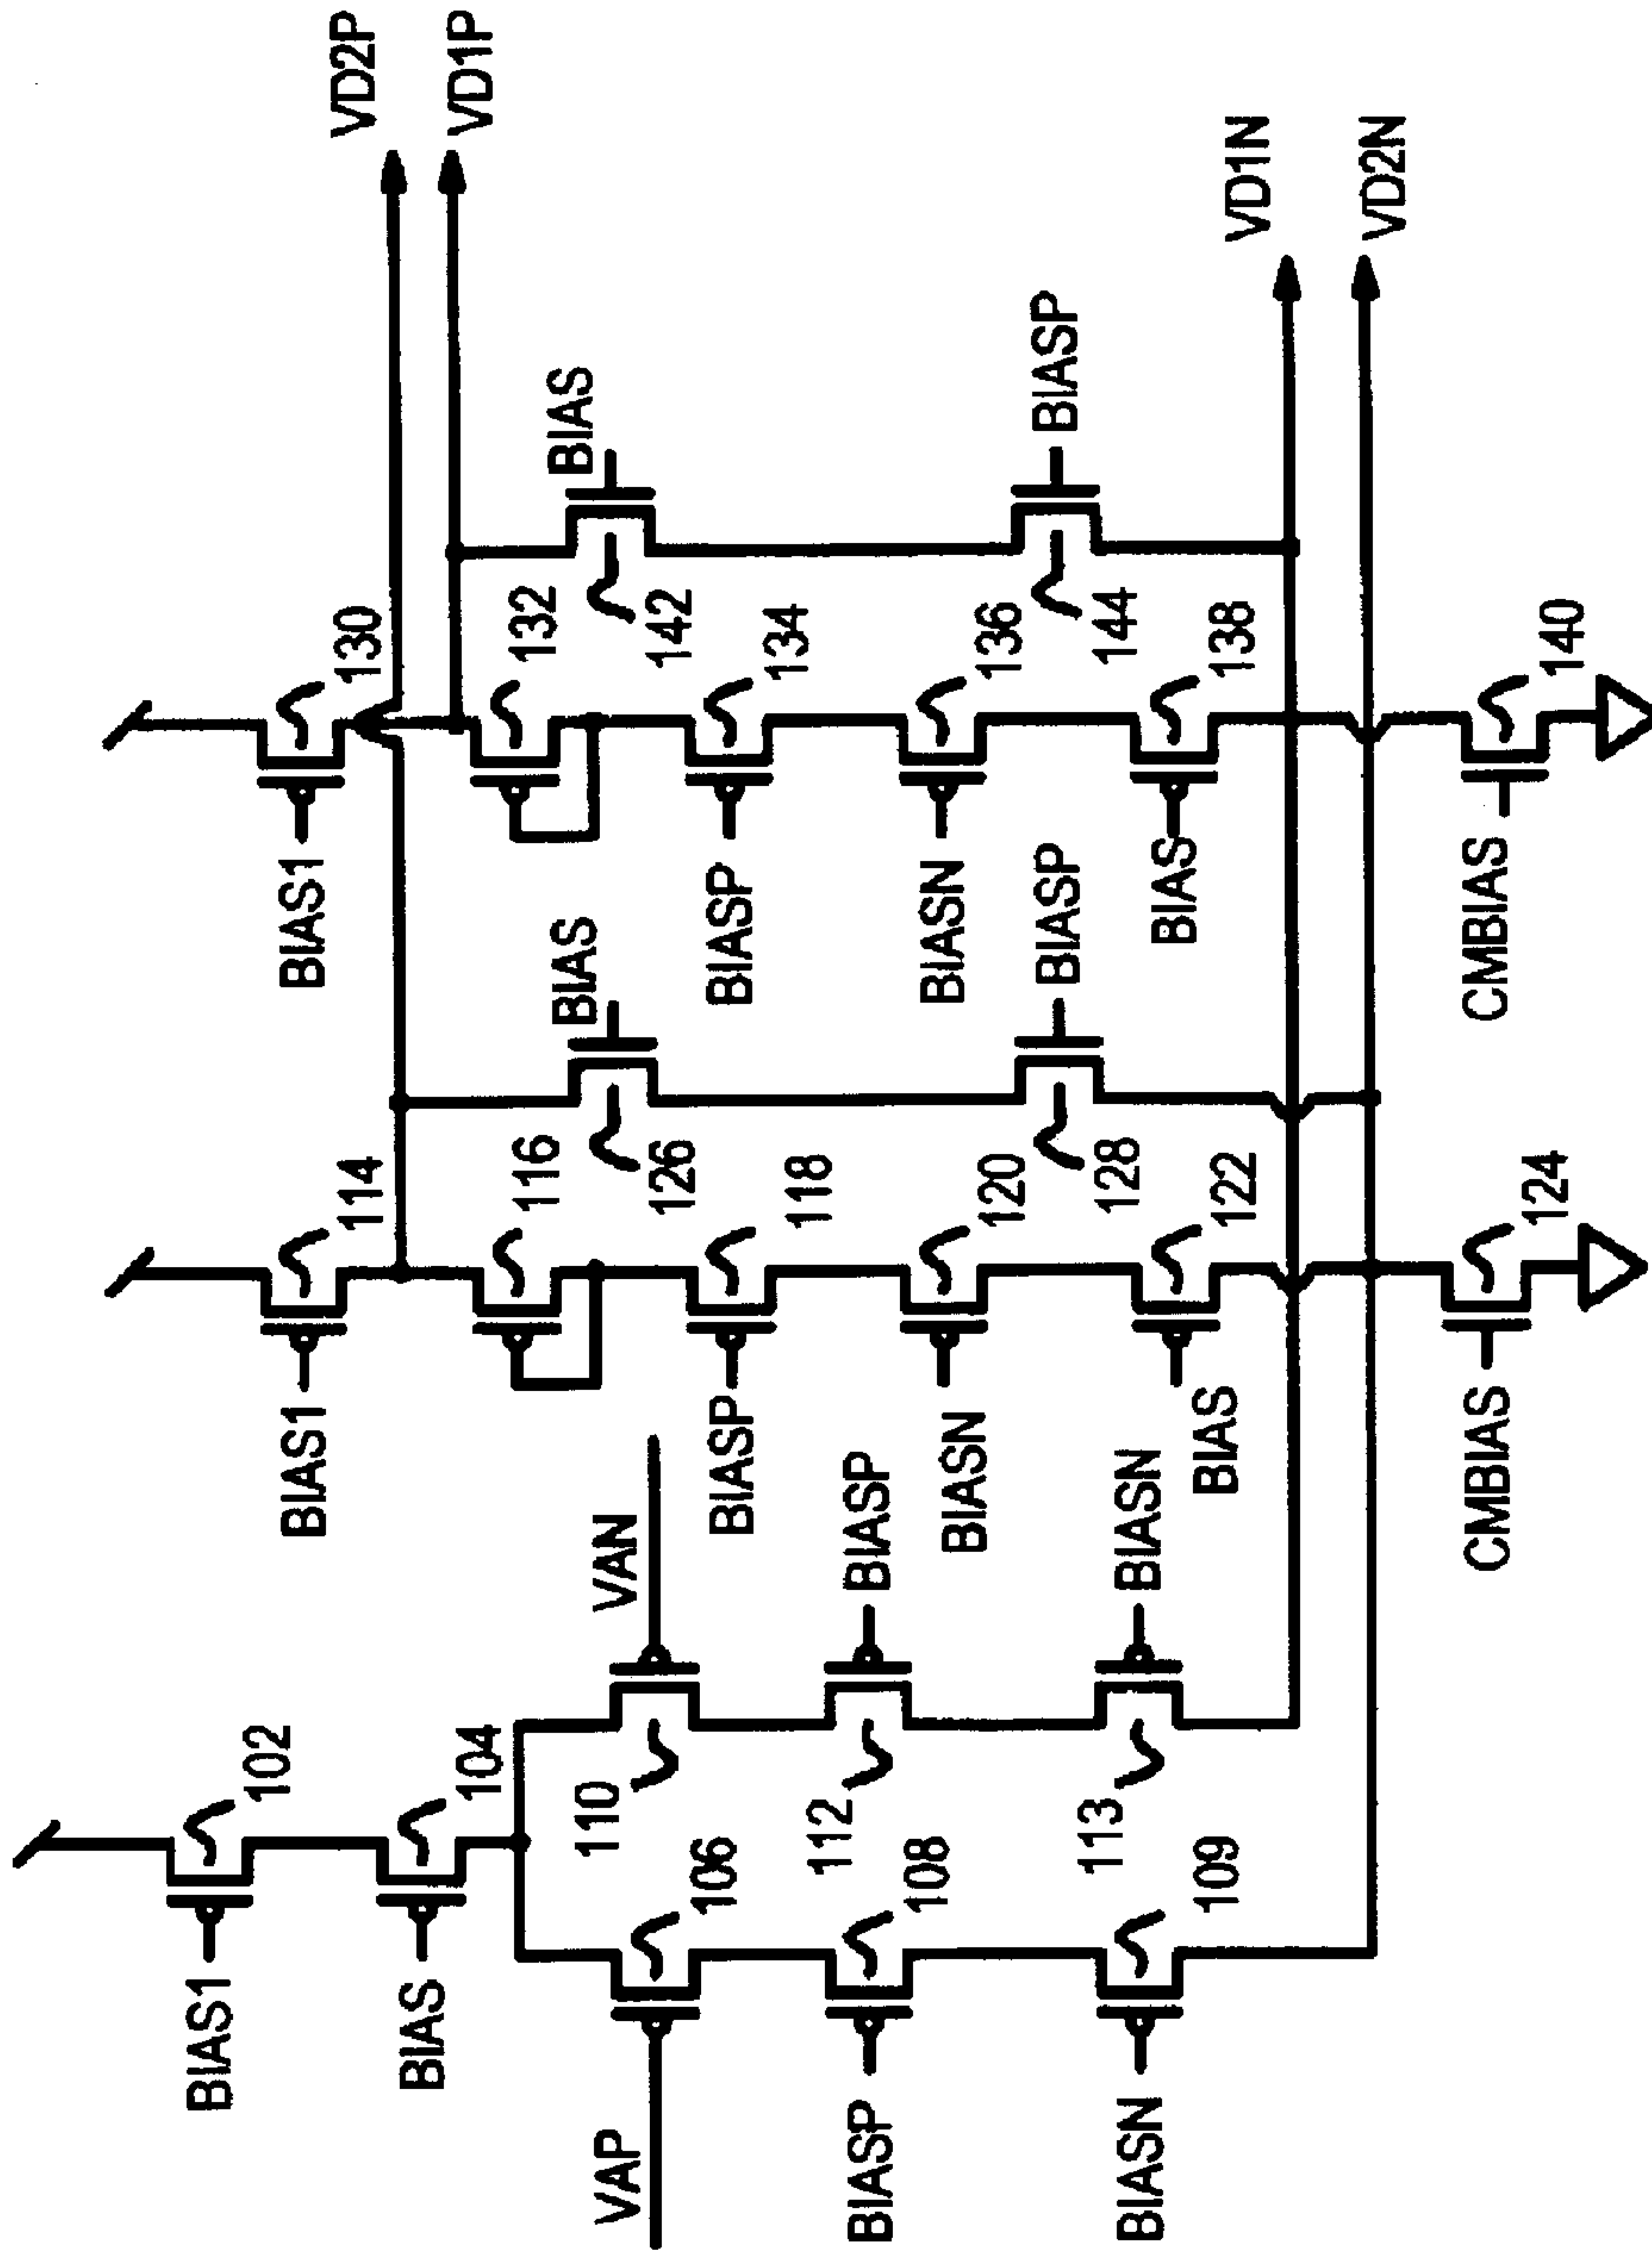 BIAS1
102
BIAS1
114
BIAS1
130
VD2P
BIAS
104
VD1P
116
BIAS
132
BIAS
VAP
110
VAN
126
142
106
BIASP
118
BIASP
134
BIASP
112
BIASP
108
BIASN
120
BIASN
136
BIASP
BIASP
113
128
144
BIASN
109
BIASN
BIAS
122
BIAS
138
VD1N
VD2N
CMBIAS
124
CMBIAS
140